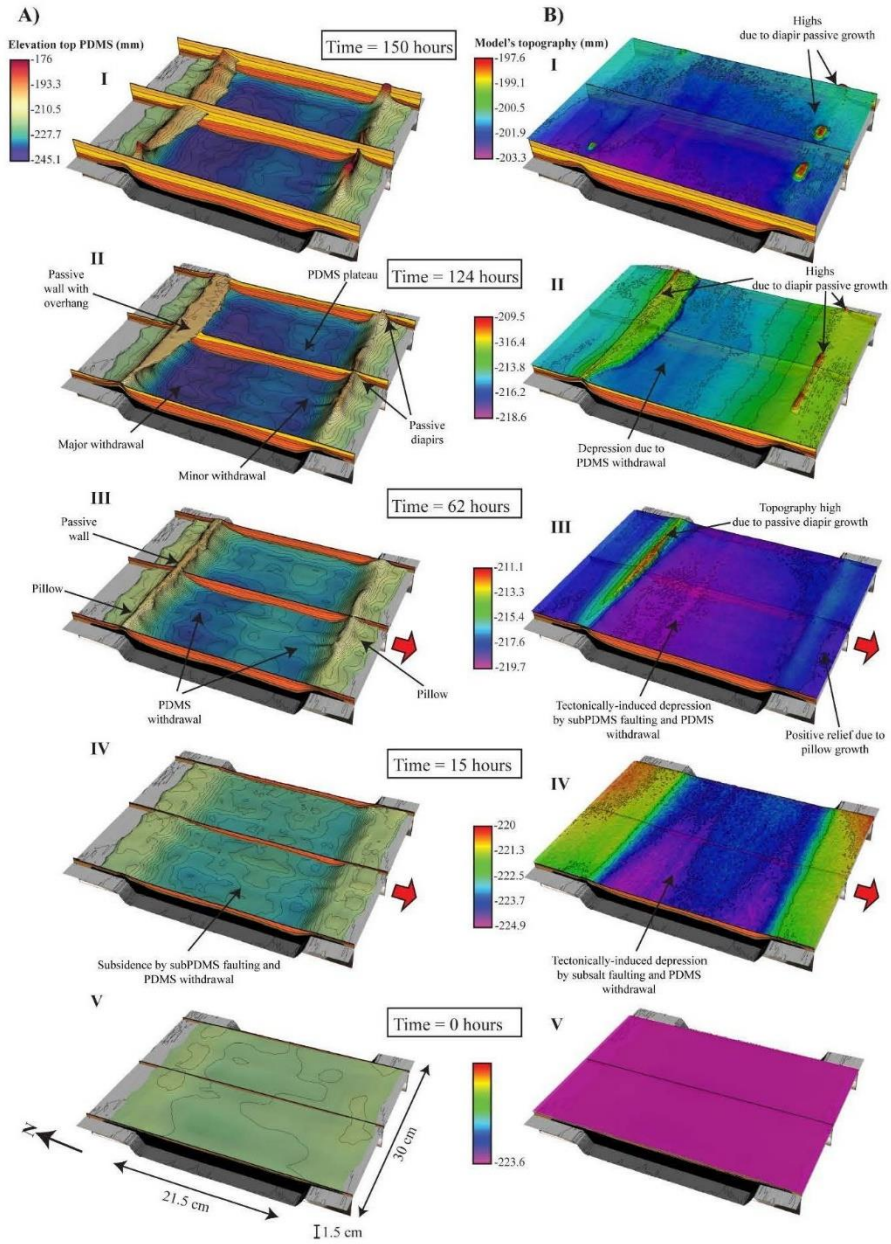 A)
B)
Elevation top PDMS (mm)
-176
-193.3
-210.5
-227.7
-245.1
Time = 150 hours
Model's topography (mm)
-197.6
-199.1
-200.5
-201.9
-203.3
Highs
due to diapir passive growth
I
I
II
Passive
wall with
overhang
PDMS plateau
Time = 124 hours
Major withdrawal
Minor withdrawal
Passive
diapirs
-209.5
-316.4
-213.8
-216.2
-218.6
II
Highs
due to diapir passive growth
Depression due to
PDMS withdrawal
III
Passive
wall
Pillow
Time = 62 hours
PDMS
withdrawal
Pillow
-211.1
-213.3
-215.4
-217.6
-219.7
III
Topography high
due to passive diapir growth
Tectonically-induced depression
by subPDMS faulting and PDMS
withdrawal
Positive relief due to
pillow growth
IV
Time = 15 hours
Subsidence by subPDMS faulting and
PDMS withdrawal
-220
-221.3
-222.5
-223.7
-224.9
IV
Tectonically-induced depression
by subsalt faulting and PDMS
withdrawal
V
Time = 0 hours
V
-223.6
N
21.5 cm
30 cm
1.5 cm